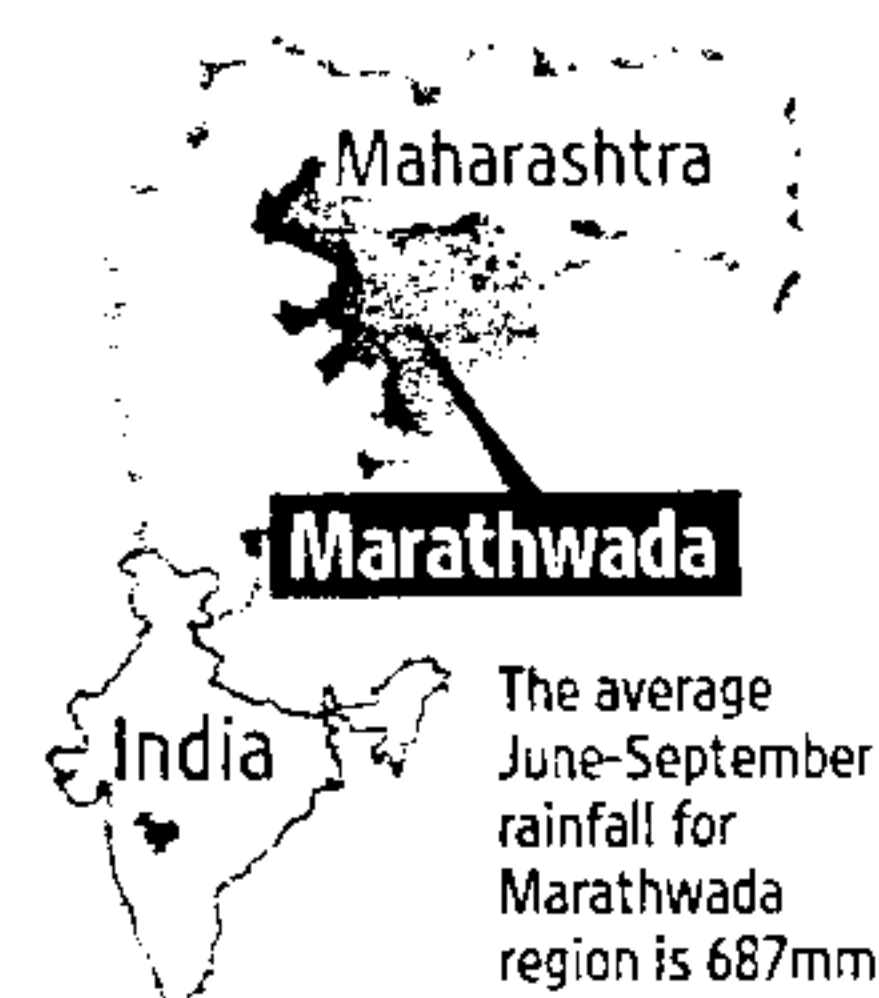 Maharashtra
Marathwada
India
The average
June-September
rainfall for
Marathwada
region is 687mm